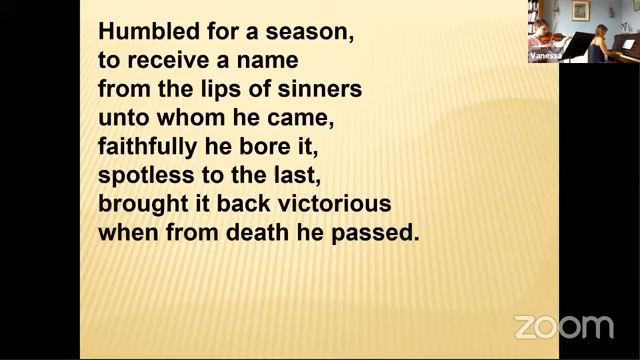 Humbled for a season,
to receive a name
from the lips of sinners
unto whom he came,
faithfully he bore it,
spotless to the last,
brought it back victorious
when from death he passed.
Vanessa
zoom